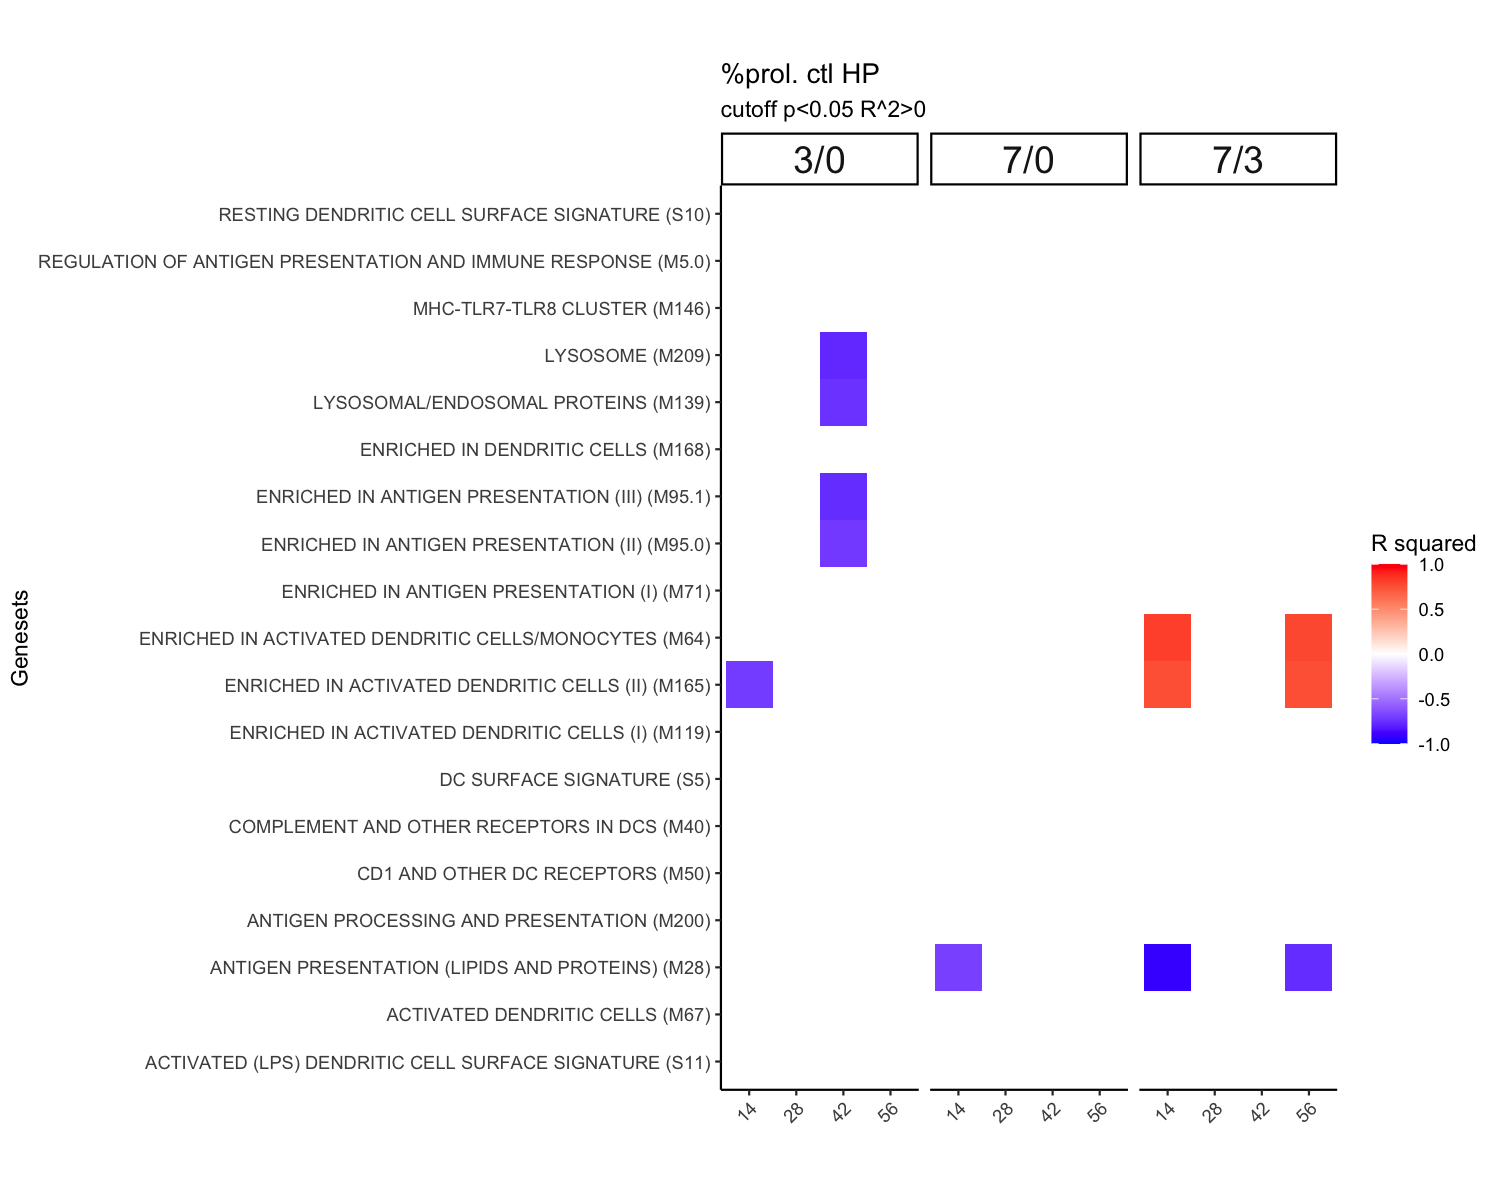 %prol. ctl HP
cutoff p<0.05 R^2>0
3/0 7/0 7/3
RESTING DENDRITIC CELL SURFACE SIGNATURE (S10)
REGULATION OF ANTIGEN PRESENTATION AND IMMUNE RESPONSE (M5.0)
MHC-TLR7-TLR8 CLUSTER (M146)
LYSOSOME (M209)
LYSOSOMAL/ENDOSOMAL PROTEINS (M139)
ENRICHED IN DENDRITIC CELLS (M168)
ENRICHED IN ANTIGEN PRESENTATION (III) (M95.1)
ENRICHED IN ANTIGEN PRESENTATION (II) (M95.0)
ENRICHED IN ANTIGEN PRESENTATION (I) (M71)
ENRICHED IN ACTIVATED DENDRITIC CELLS/MONOCYTES (M64)
ENRICHED IN ACTIVATED DENDRITIC CELLS (II) (M165)
ENRICHED IN ACTIVATED DENDRITIC CELLS (I) (M119)
DC SURFACE SIGNATURE (S5)
COMPLEMENT AND OTHER RECEPTORS IN DCS (M40)
CD1 AND OTHER DC RECEPTORS (M50)
ANTIGEN PROCESSING AND PRESENTATION (M200)
ANTIGEN PRESENTATION (LIPIDS AND PROTEINS) (M28)
ACTIVATED DENDRITIC CELLS (M67)
ACTIVATED (LPS) DENDRITIC CELL SURFACE SIGNATURE (S11)
Genesets
14 28 42 56 14 28 42 56 14 28 42 56
R squared
1.0
0.5
0.0
-0.5
-1.0